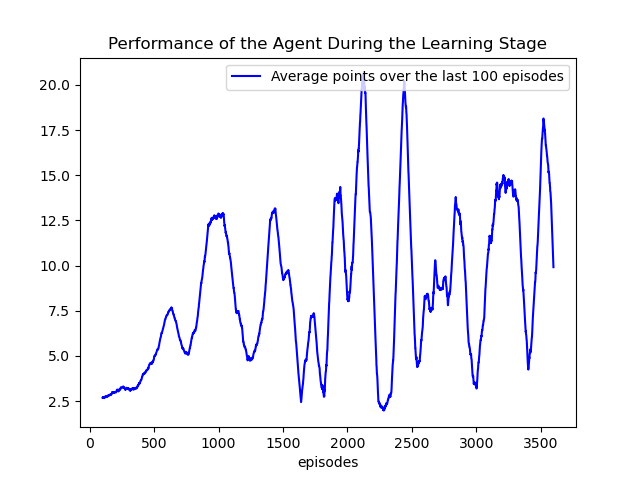 Performance of the Agent During the Learning Stage
Average points over the last 100 episodes
20.0
17.5
15.0
12.5
10.0
7.5
5.0
2.5
0 500 1000 1500 2000 2500 3000 3500
episodes